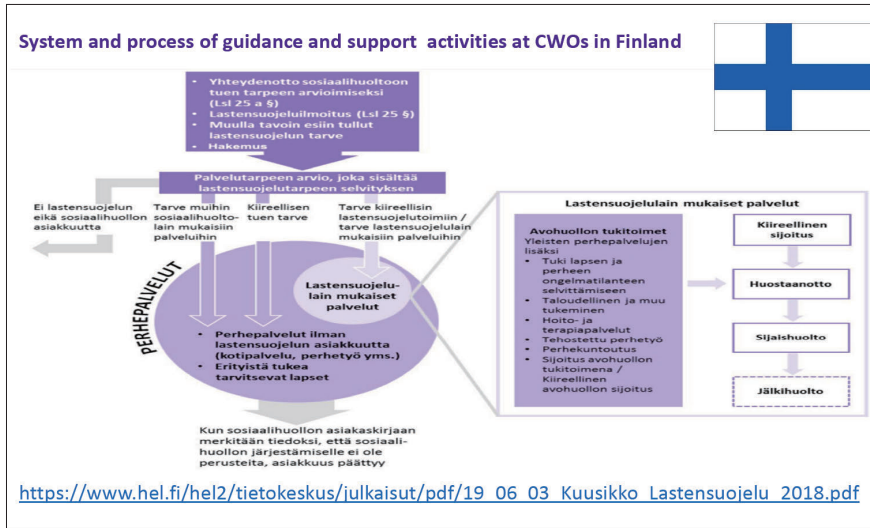 System and process of guidance and support activities at CWOs in Finland
• Yhteydenotto sosiaalihuoltoon
tuen tarpeen arvioimiseksi
(Lsl 25 a §)
• Lastensuojeluilmoitus (Lsl 25 §)
• Muulla tavoin esiin tullut
lastensuojelun tarve
• Hakemus
Palvelutarpeen arvio, joka sisältää
lastensuojelutarpeen selvityksen
Ei lastensuojelun
eikä sosiaalihuollon
asiakkuutta
Tarve muihin
sosiaalihuolto-
lain mukaisiin
palveluihin
Kiireellisen
tuen tarve
Tarve kiireellisin
lastensuojelutoimiin /
tarve lastensuojelulain
mukaisiin palveluihin
PERHEPALVELUT
Lastensuojelu-
lain mukaiset
palvelut
• Perhepalvelut ilman
lastensuojelun asiakkuutta
(kotipalvelu, perhetyö yms.)
• Erityistä tukea
tarvitsevat lapset
Kun sosiaalihuollon asiakaskirjaan
merkitään tiedoksi, että sosiaali-
huollon järjestämiselle ei ole
perusteita, asiakkuus päättyy
Lastensuojelulain mukaiset palvelut
Avohuollon tukitoimet
Yleisten perhepalvelujen
lisäksi
• Tuki lapsen ja
perheen
ongelmatilanteen
selvittämiseen
• Taloudellinen ja muu
tukeminen
• Hoito- ja
terapiapalvelut
• Tehostettu perhetyö
• Perhekuntoutus
• Sijoitus avohuollon
tukitoimena /
Kiireellinen
avohuollon sijoitus
Kiireellinen
sijoitus
Huostaanotto
Sijaishuolto
Jälkihuolto
https://www.hel.fi/hel2/tietokeskus/julkaisut/pdf/19_06_03_Kuusikko_Lastensuojelu_2018.pdf